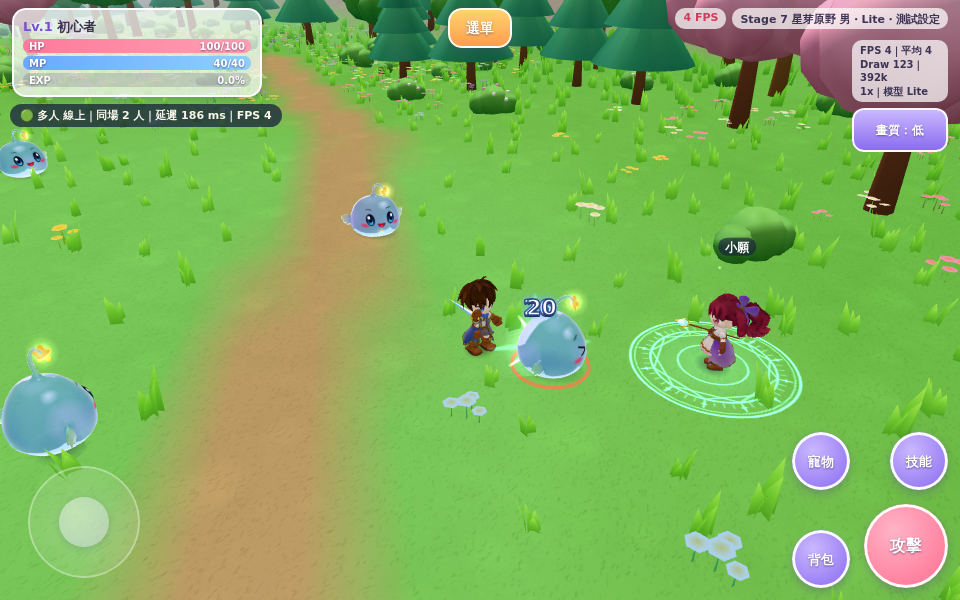 Lv.1 初心者
HP 100/100
MP 40/40
EXP 0.0%
多人 線上 | 同場 2 人 | 延遲 186 ms | FPS 4
選單
4 FPS
Stage 7 星芽原野 男・Lite・測試設定
FPS 4 | 平均 4
Draw 123 |
392k
1x | 模型 Lite
畫質：低
小願
20
寵物
技能
背包
攻擊